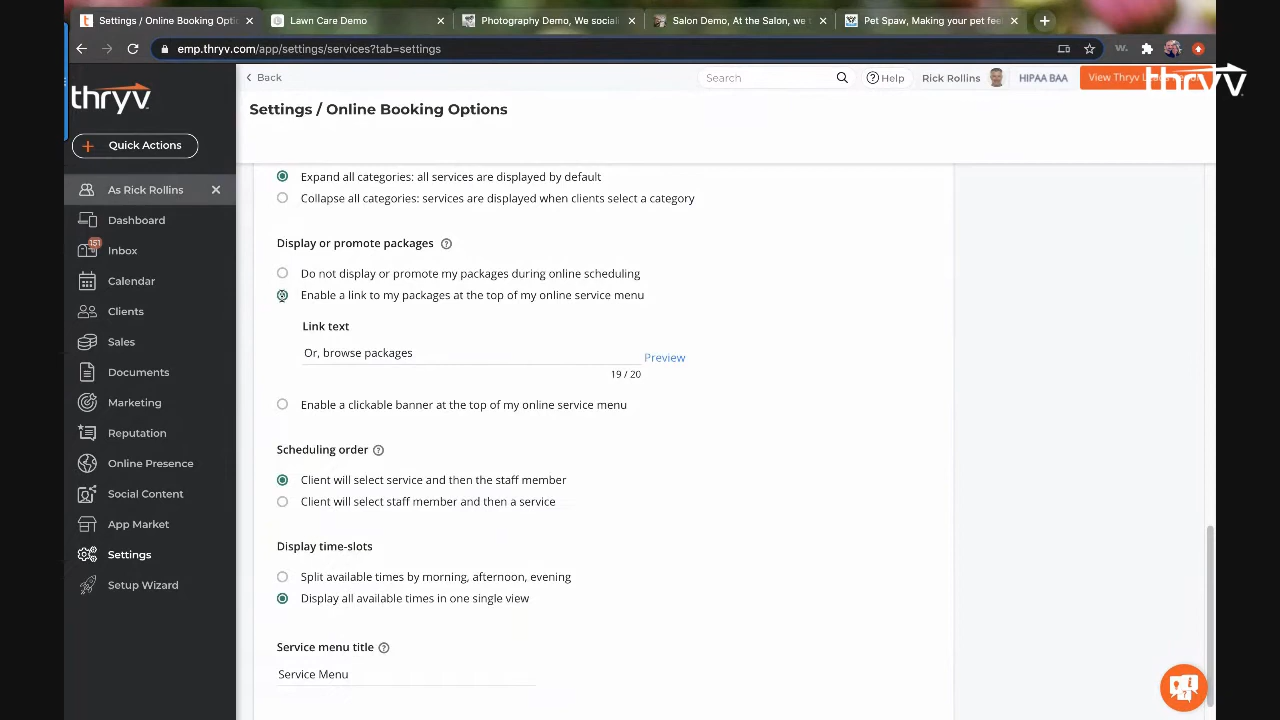 Settings / Online Booking Opti
Lawn Care Demo
Photography Demo, We sociali
Salon Demo, At the Salon, we t
Pet Spaw, Making your pet fee
emp.thryv.com/app/settings/services?tab=settings
thryv
Back
Search
Help
Rick Rollins
HIPAA BAA
View Thryv
thryv
Settings / Online Booking Options
Quick Actions
As Rick Rollins
Dashboard
151
Inbox
Calendar
Clients
Sales
Documents
Marketing
Reputation
Online Presence
Social Content
App Market
Settings
Setup Wizard
Expand all categories: all services are displayed by default
Collapse all categories: services are displayed when clients select a category
Display or promote packages
Do not display or promote my packages during online scheduling
Enable a link to my packages at the top of my online service menu
Link text
Or, browse packages
Preview
19 / 20
Enable a clickable banner at the top of my online service menu
Scheduling order
Client will select service and then the staff member
Client will select staff member and then a service
Display time-slots
Split available times by morning, afternoon, evening
Display all available times in one single view
Service menu title
Service Menu